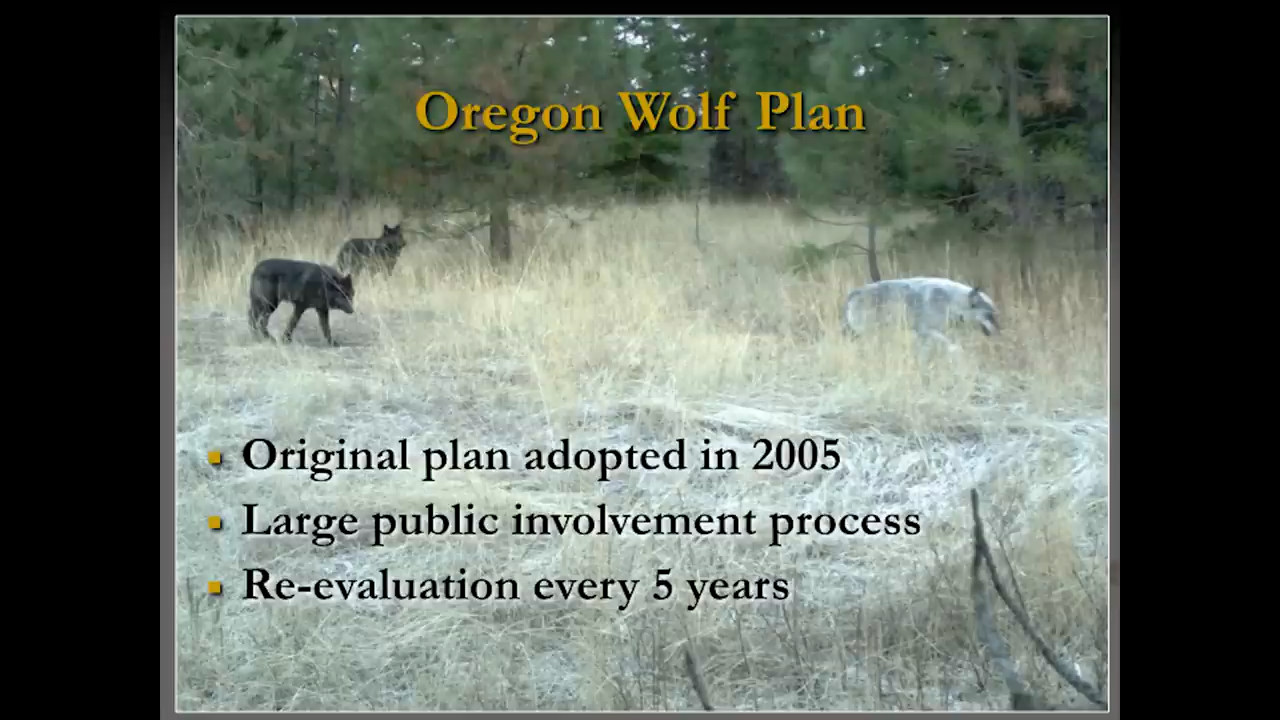 Oregon Wolf Plan
Original plan adopted in 2005
Large public involvement process
Re-evaluation every 5 years